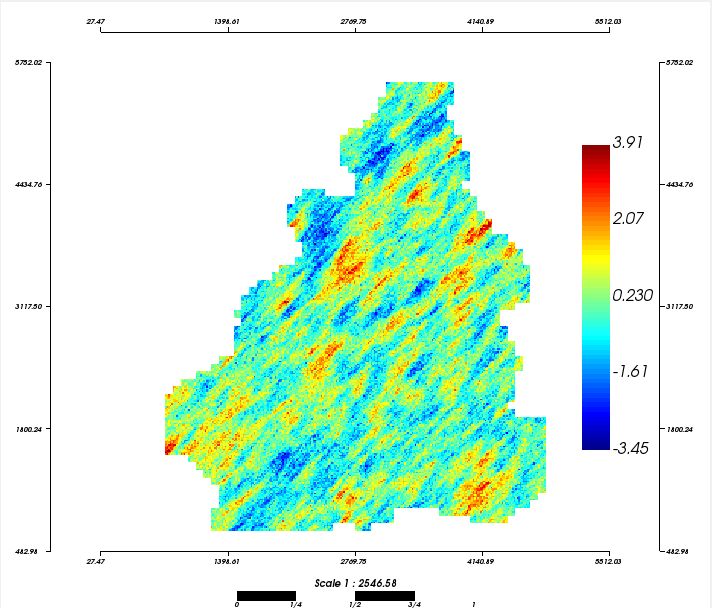 27.47 1398.61 2769.75 4140.89 5512.03
5752.02 5752.02
3.91
4434.76 4434.76
2.07
0.230
3117.50 3117.50
-1.61
1800.24 1800.24
-3.45
482.98 482.98
27.47 1398.61 2769.75 4140.89 5512.03
Scale 1 : 2546.58
0 1/4 1/2 3/4 1